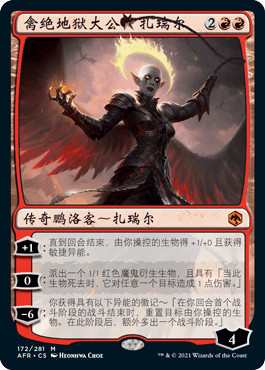 禽绝地狱大公扎瑞尔 2
传奇鹏洛客～扎瑞尔
+1: 直到回合结束，由你操控的生物得+1/+0且获得
敏捷异能。
0: 派出一个1/1红色魔鬼衍生生物，且具有「当此
生物死去时，它对任意一个目标造成1点伤害。」
-6: 你获得具有以下异能的徽记～「在你回合首个战
斗阶段的战斗结束时，重置目标由你操控的生
物。在此阶段后，额外多出一个战斗阶段。」
4
172/281 M
AFR • CS HEONHWA CHOE
™ & © 2021 Wizards of the Coast